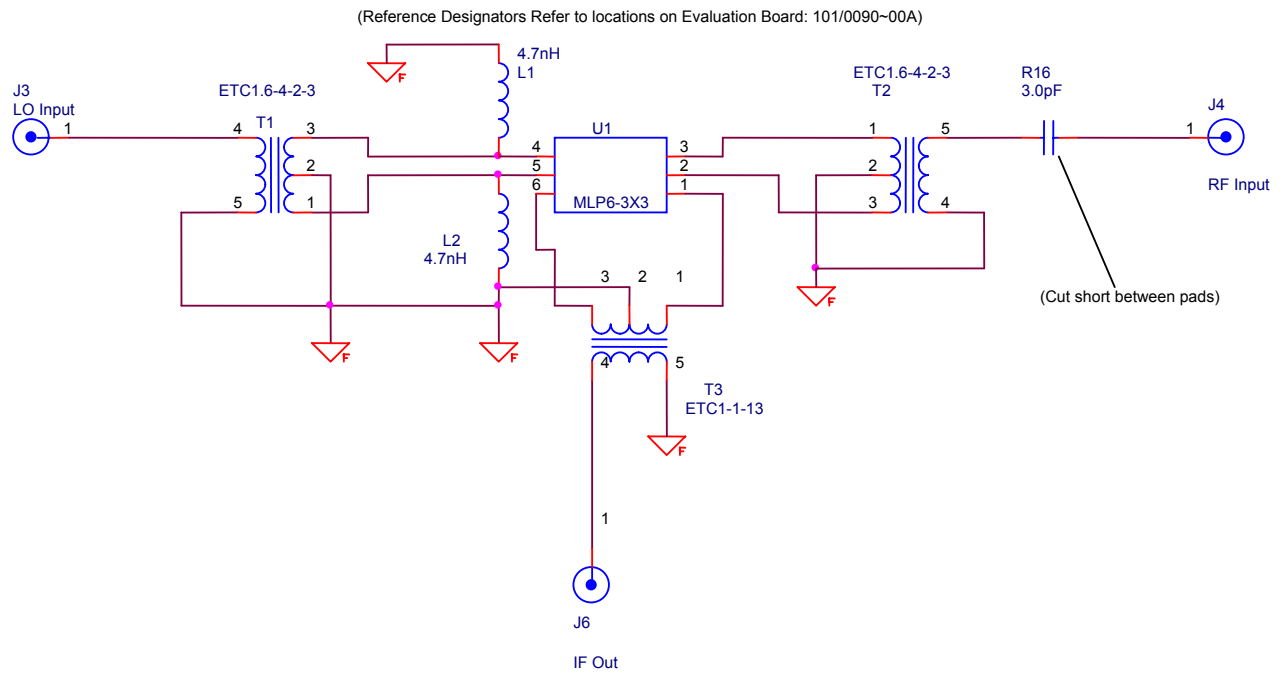 (Reference Designators Refer to locations on Evaluation Board: 101/0090~00A)
4.7nH
L1
F
J3
LO Input
1
ETC1.6-4-2-3
T1
4
3
2
5
1
U1
4
5
6
3
2
1
MLP6-3X3
ETC1.6-4-2-3
T2
1
2
3
5
4
R16
3.0pF
1
J4
RF Input
L2
4.7nH
(Cut short between pads)
F
F
F
3
2
1
4
5
T3
ETC1-1-13
F
1
J6
IF Out